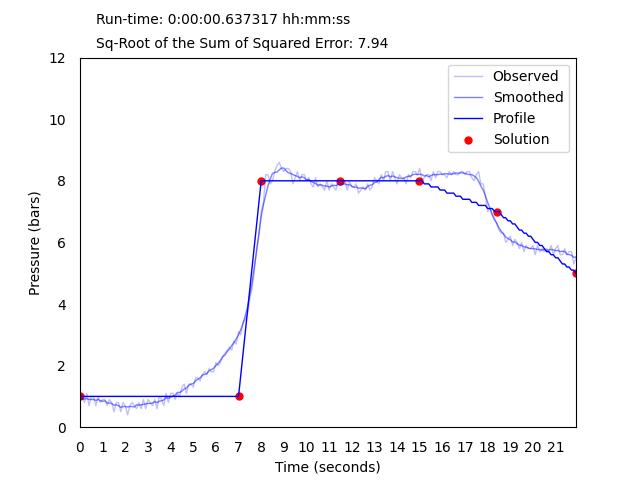 Run-time: 0:00:00.637317 hh:mm:ss
Sq-Root of the Sum of Squared Error: 7.94
12
10
8
6
4
2
0
Pressure (bars)
Observed
Smoothed
Profile
Solution
0 1 2 3 4 5 6 7 8 9 10 11 12 13 14 15 16 17 18 19 20 21
Time (seconds)